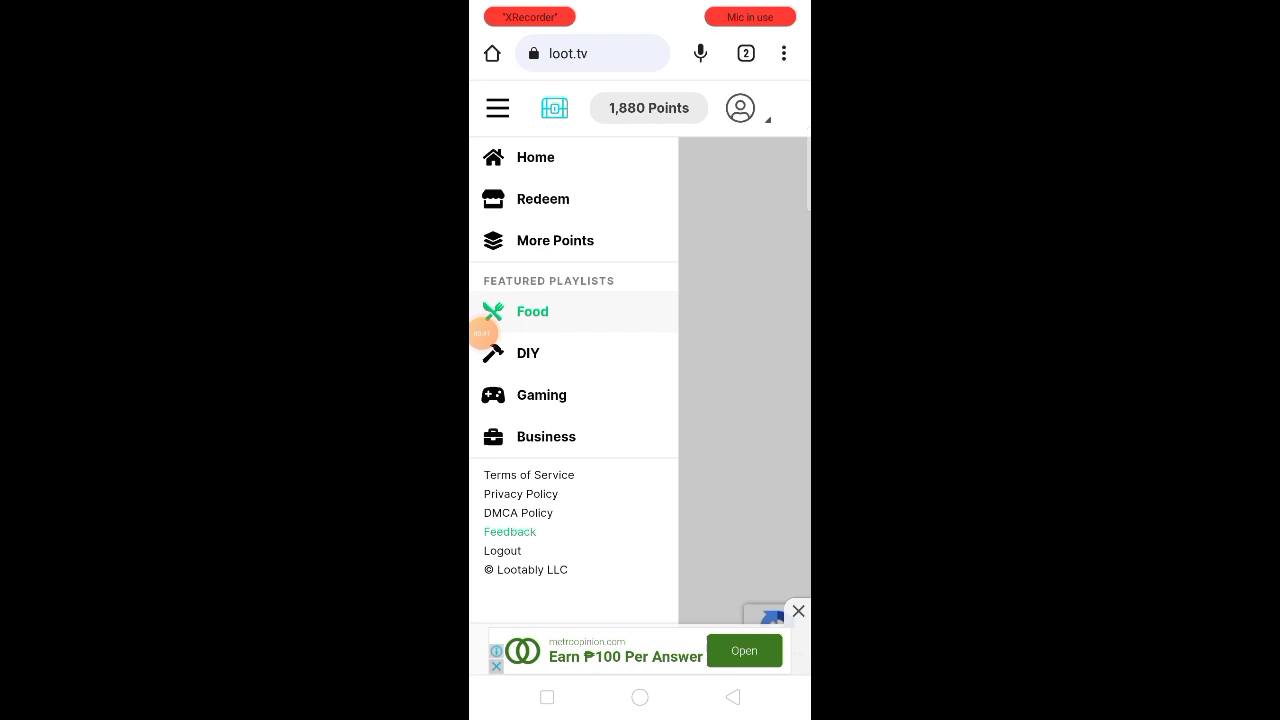 "XRecorder" Mic in use
loot.tv 2
1,880 Points
Home
Redeem
More Points
FEATURED PLAYLISTS
Food
DIY
Gaming
Business
Terms of Service
Privacy Policy
DMCA Policy
Feedback
Logout
© Lootably LLC
metroopinion.com
Earn ₱100 Per Answer
Open